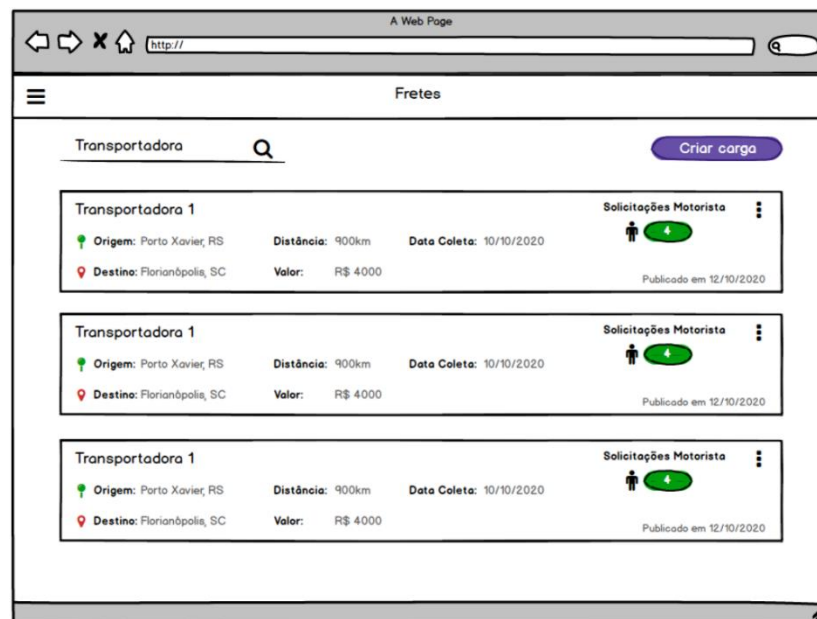 A Web Page
http://
Fretes
Transportadora
Criar carga
Transportadora 1
Solicitações Motorista
Origem: Porto Xavier, RS Distância: 900km Data Coleta: 10/10/2020
4
Destino: Florianópolis, SC Valor: R$ 4000
Publicado em 12/10/2020
Transportadora 1
Solicitações Motorista
Origem: Porto Xavier, RS Distância: 900km Data Coleta: 10/10/2020
4
Destino: Florianópolis, SC Valor: R$ 4000
Publicado em 12/10/2020
Transportadora 1
Solicitações Motorista
Origem: Porto Xavier, RS Distância: 900km Data Coleta: 10/10/2020
4
Destino: Florianópolis, SC Valor: R$ 4000
Publicado em 12/10/2020